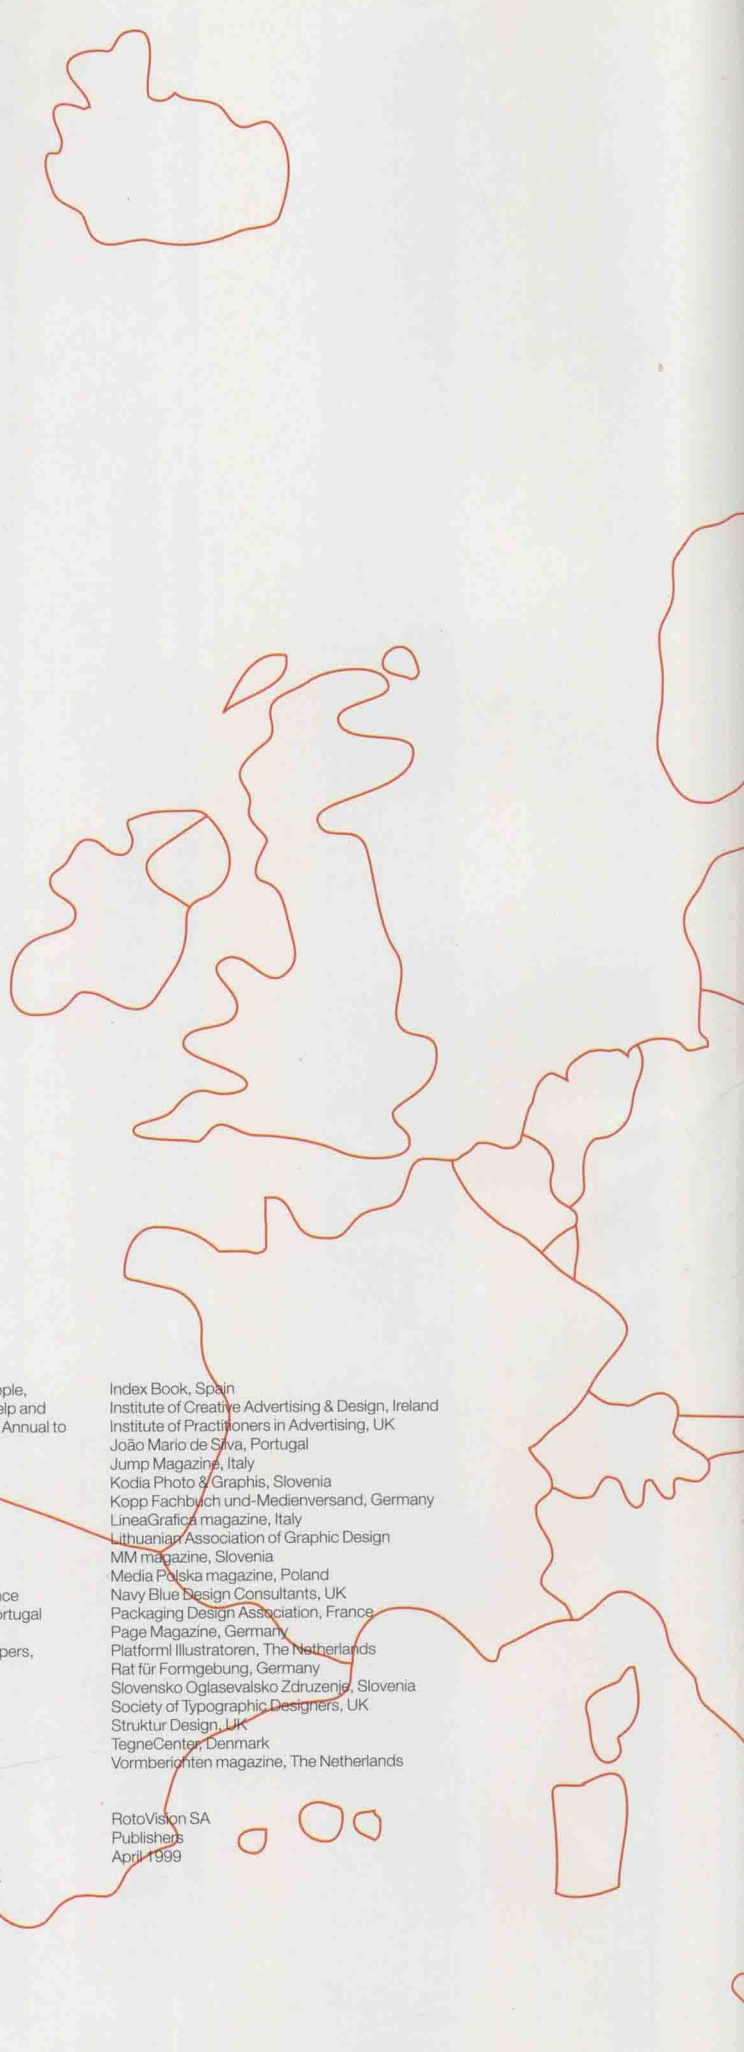 Annual to
Index Book, Spain
Institute of Creative Advertising & Design, Ireland
Institute of Practitioners in Advertising, UK
João Mario de Silva, Portugal
Jump Magazine, Italy
Kodia Photo & Graphis, Slovenia
Kopp Fachbuch und-Medienversand, Germany
LineaGrafica magazine, Italy
Lithuanian Association of Graphic Design
MM magazine, Slovenia
Media Polska magazine, Poland
Navy Blue Design Consultants, UK
Packaging Design Association, France
Page Magazine, Germany
Platforml Illustratoren, The Netherlands
Rat für Formgebung, Germany
Slovensko Oglasevalsko Zdruzenje, Slovenia
Society of Typographic Designers, UK
Struktur Design, UK
TegneCenter, Denmark
Vormberichten magazine, The Netherlands
RotoVision SA
Publishers
April 1999